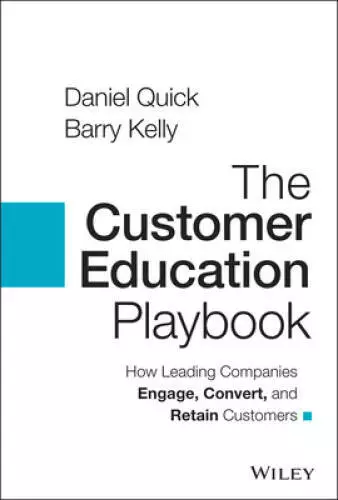 Daniel Quick
Barry Kelly
The
Customer
Education
Playbook
How Leading Companies
Engage, Convert, and
Retain Customers
WILEY